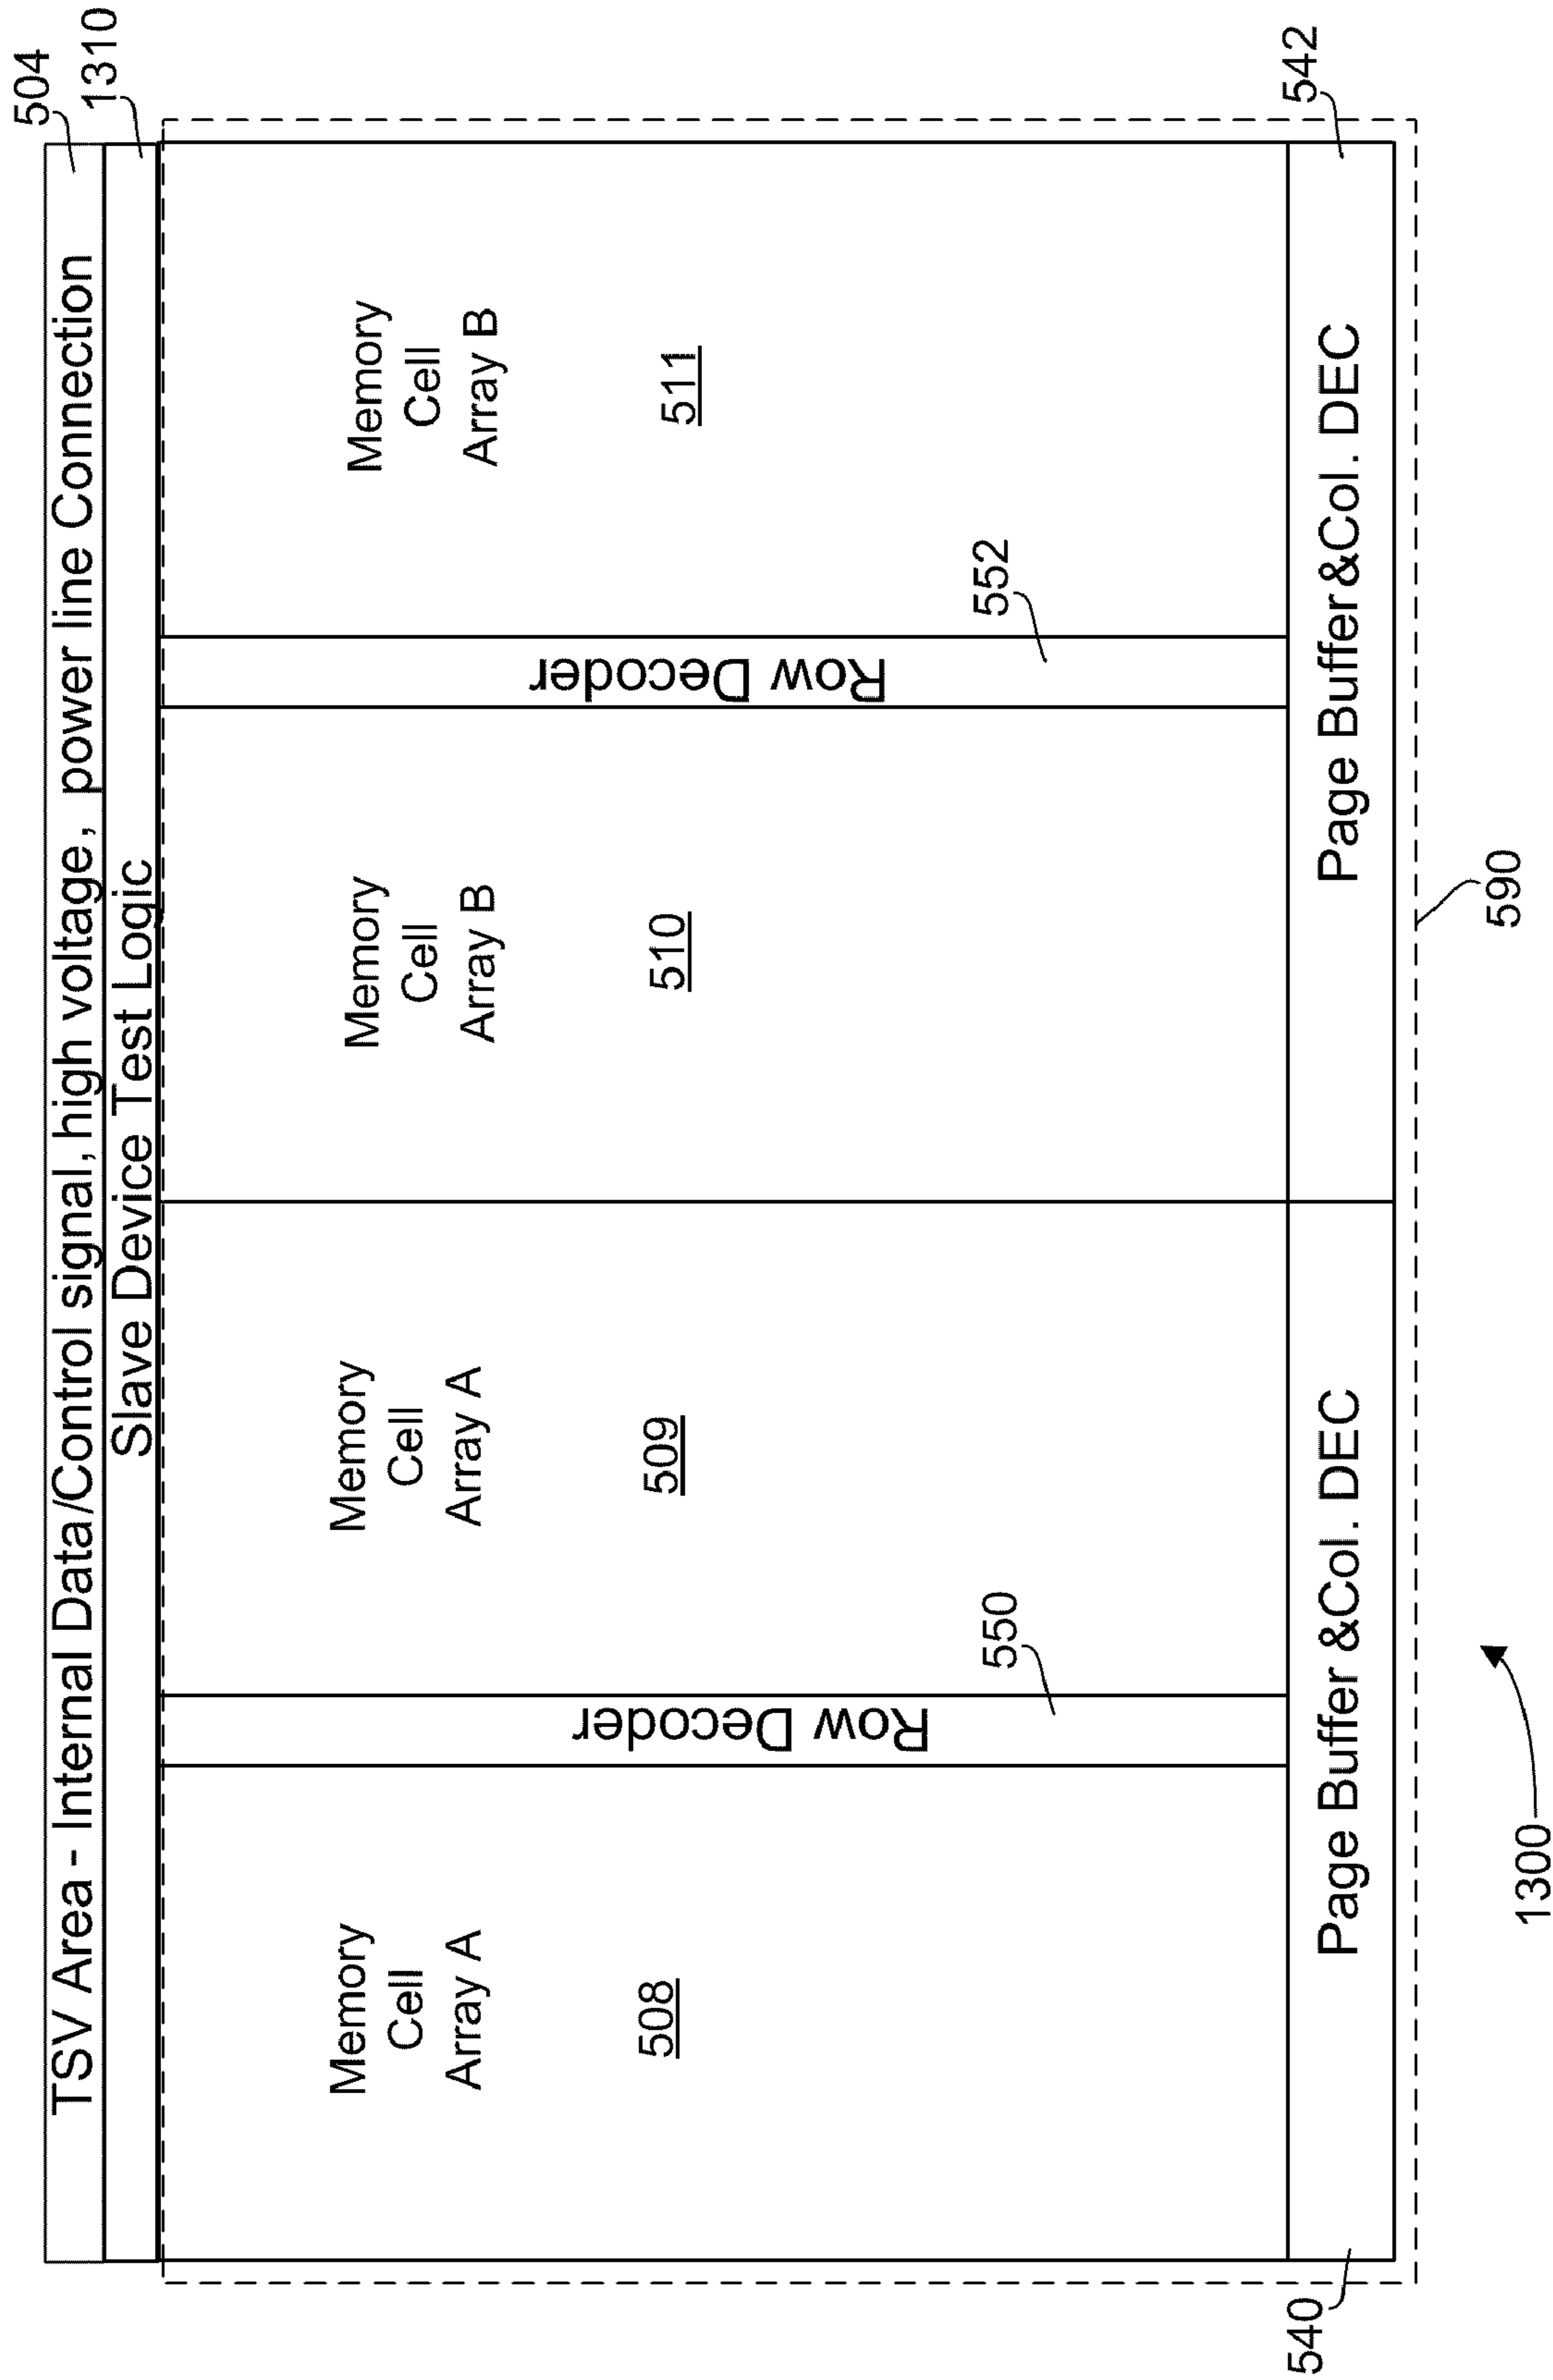 504
1310
TSV Area - Internal Data/Control signal, high voltage, power line Connection
Slave Device Test Logic
Memory
Cell
Array A
508
Row Decoder
550
Memory
Cell
Array A
509
Memory
Cell
Array B
510
Row Decoder
552
Memory
Cell
Array B
511
540
Page Buffer &Col. DEC
Page Buffer&Col. DEC
542
590
1300